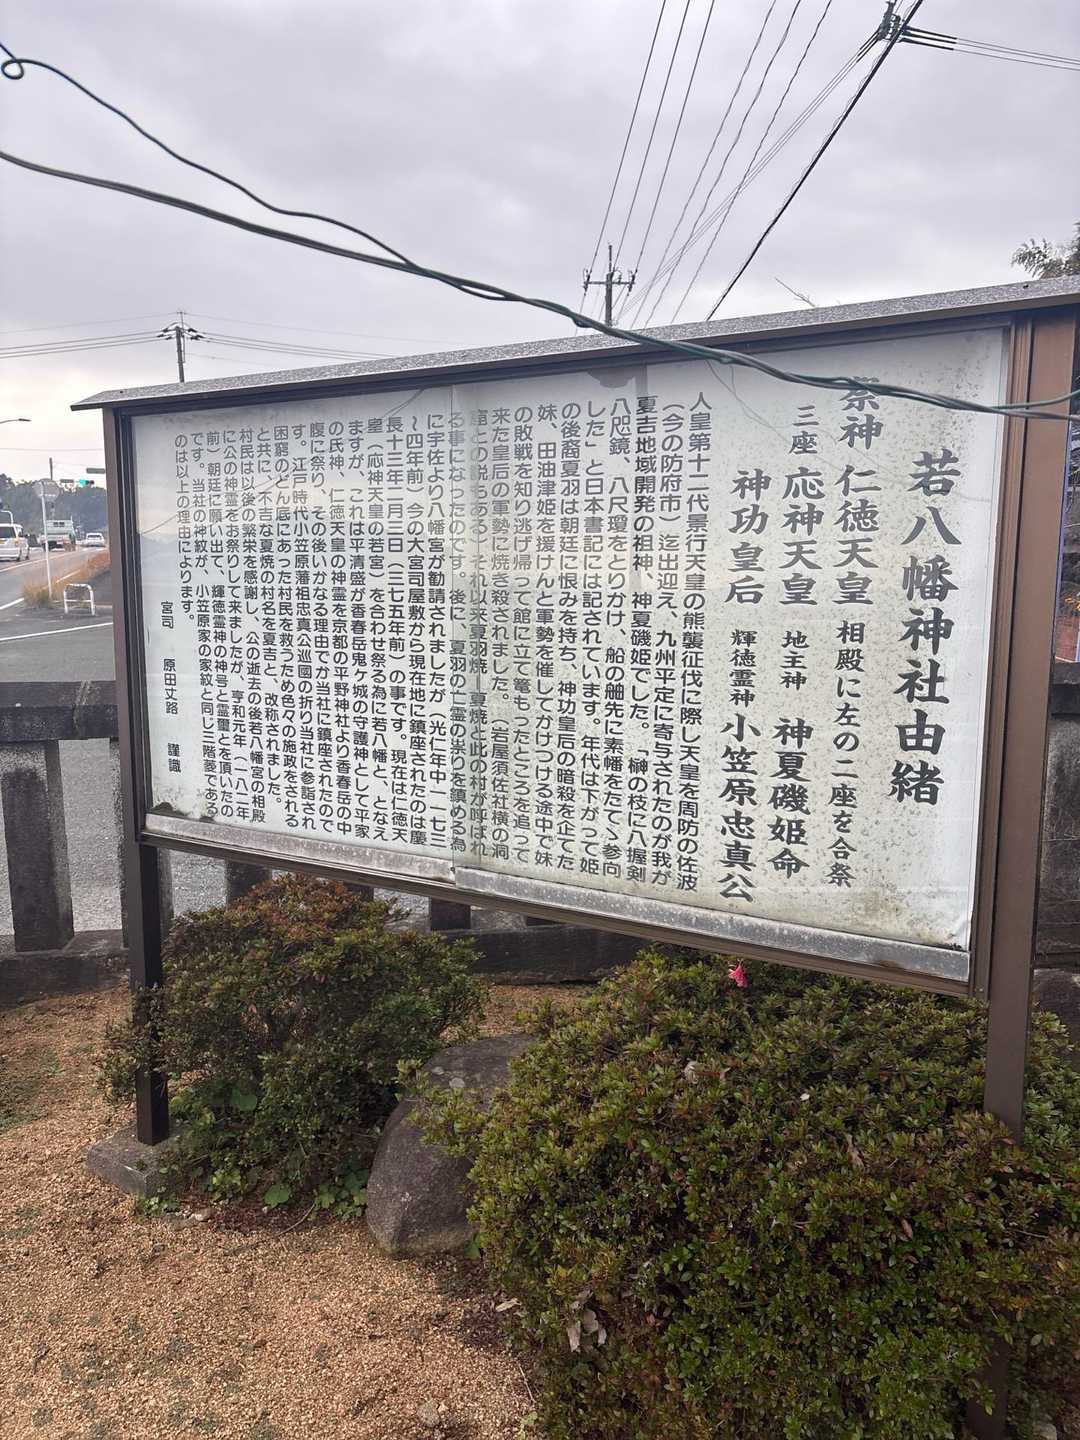 若八幡神社由緒
祭神 仁徳天皇 相殿に左の二座を合祭
三座 応神天皇 地主神 神夏磯姫命
神功皇后 輝徳霊神 小笠原忠真公
人皇第十二代景行天皇の熊襲征伐に際し天皇を周防の佐波
(今の防府市)迄出迎え、九州平定に寄与されたのが我が
夏吉地域開発の祖神、神夏磯姫でした。「榊の枝に八握剣
八咫鏡、八尺瓊をとりかけ、船の舳先に素幡をたてゝ参向
した」と日本書記には記されています。年代は下がって姫
の後裔夏羽は朝廷に恨みを持ち、神功皇后の暗殺を企てた
妹、田油津姫を援けんと軍勢を催してかけつける途中で妹
の敗戦を知り逃げ帰って館に立て篭もったところを追って
来た皇后の軍勢に焼き殺されました。(岩屋須佐社横の洞
窟との説もある)それ以来夏羽焼―夏焼と此の村が呼ばれ
る事になったのです。後に、夏羽の亡霊の祟りを鎮める為
に宇佐より八幡宮が勧請されましたが(光仁年中一一七三
~四年前)今の大宮司屋敷から現在地に鎮座されたのは慶
長十三年二月三日(三七五年前)の事です。現在は仁徳天
皇(応神天皇の若宮)を合わせ祭る為に若八幡と、となえ
ますが、これは平清盛が香春岳鬼ヶ城の守護神として平家
の氏神、仁徳天皇の神霊を京都の平野神社より香春岳の中
腹に祭り、その後いかなる理由でか当社に鎮座されたので
す。江戸時代小笠原藩祖忠真公巡國の折り当社に参詣され
困窮のどん底にあった村民を救うため色々の施政をされる
と共に、不吉な夏焼の村名を夏吉と、改称されました。
村民は以後の繁栄を感謝し、公の逝去の後若八幡宮の相殿
に公の神霊をお祭りして来ましたが、享和元年(一八二年
前)朝廷に願い出て、輝徳霊神の神号と霊璽とを頂いたの
です。当社の神紋が、小笠原家の家紋と同じ三階菱である
のは以上の理由によります。
宮司 原田丈路 謹識